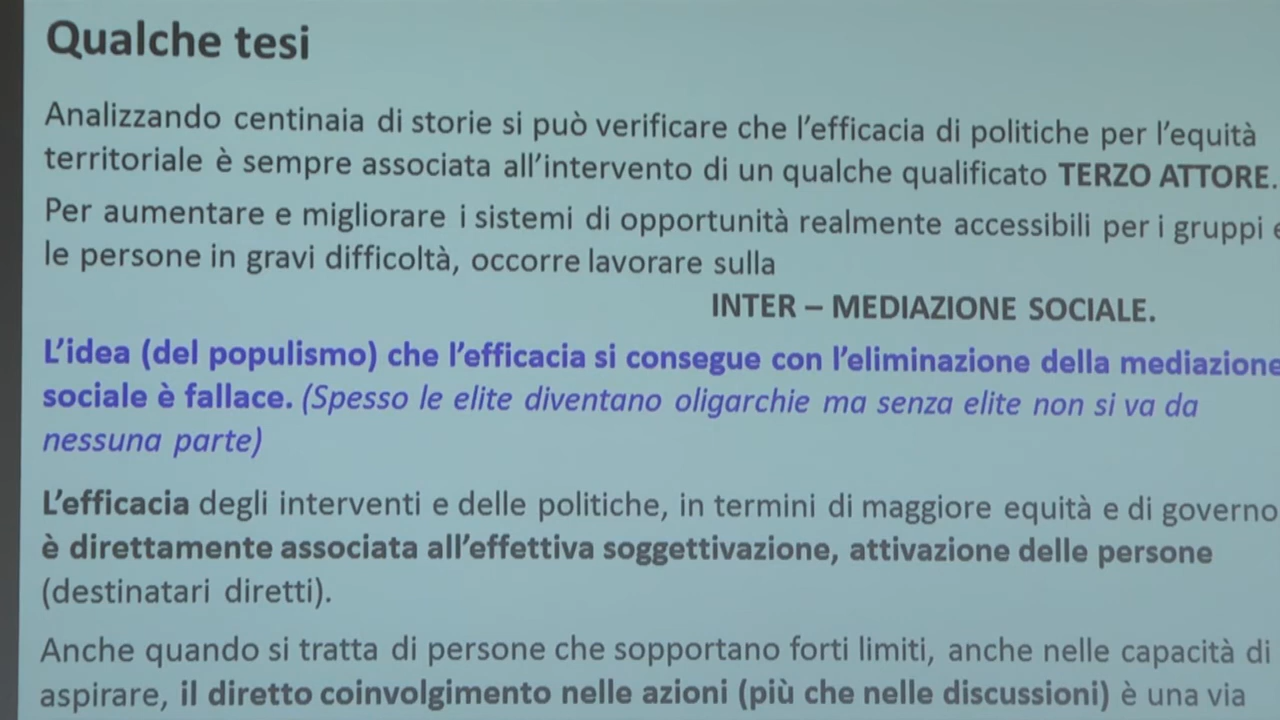 Qualche tesi
Analizzando centinaia di storie si può verificare che l'efficacia di politiche per l'equità
territoriale è sempre associata all'intervento di un qualche qualificato TERZO ATTORE.
Per aumentare e migliorare i sistemi di opportunità realmente accessibili per i gruppi e
le persone in gravi difficoltà, occorre lavorare sulla
INTER – MEDIAZIONE SOCIALE.
L'idea (del populismo) che l'efficacia si consegue con l'eliminazione della mediazione
sociale è fallace. (Spesso le elite diventano oligarchie ma senza elite non si va da
nessuna parte)
L'efficacia degli interventi e delle politiche, in termini di maggiore equità e di governo
è direttamente associata all'effettiva soggettivazione, attivazione delle persone
(destinatari diretti).
Anche quando si tratta di persone che sopportano forti limiti, anche nelle capacità di
aspirare, il diretto coinvolgimento nelle azioni (più che nelle discussioni) è una via